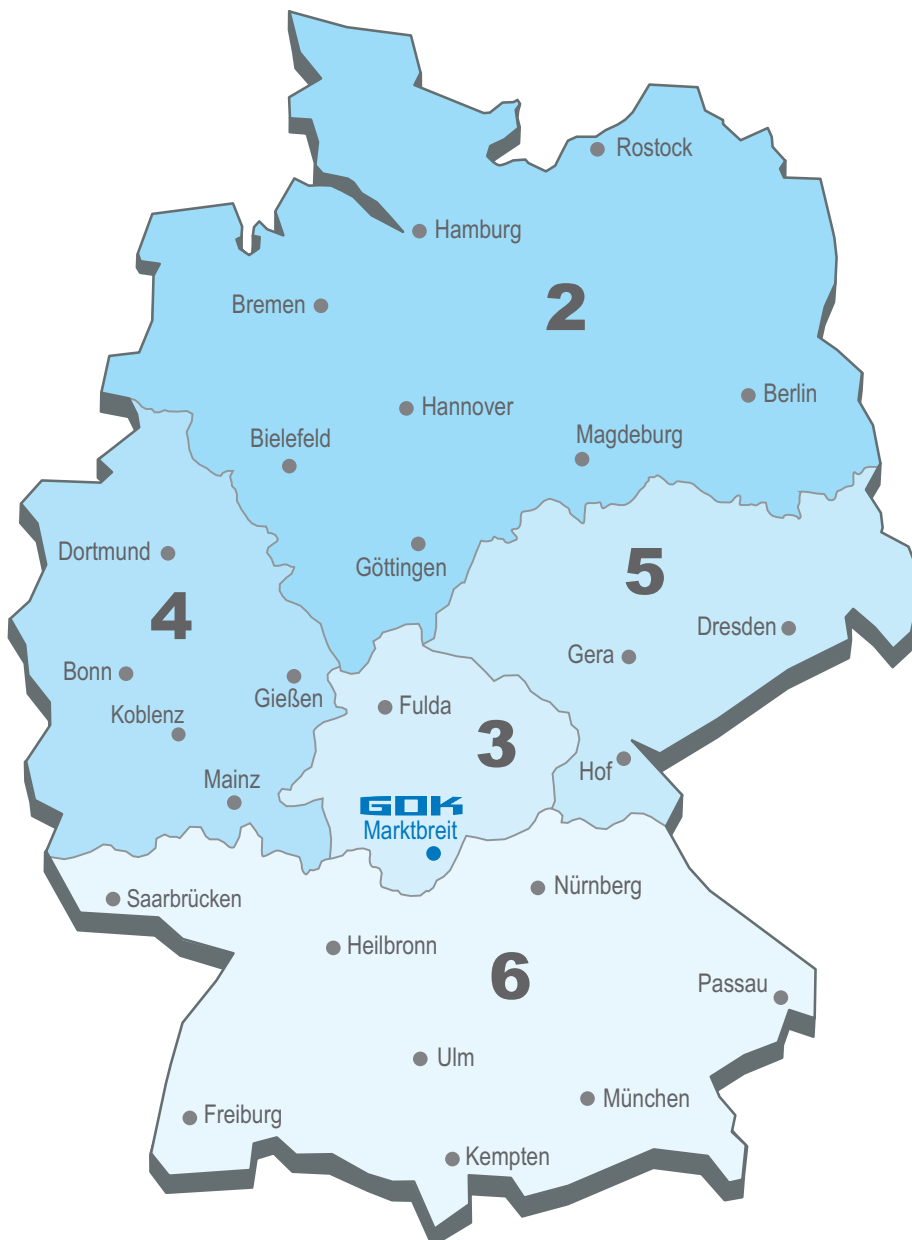 Rostock
Hamburg
Bremen
2
Berlin
Hannover
Bielefeld
Magdeburg
Dortmund
Göttingen
5
4
Dresden
Gera
Bonn
Gießen
Koblenz
Fulda
3
Hof
Mainz
GOK
Marktbreit
Saarbrücken
Nürnberg
Heilbronn
6
Passau
Ulm
München
Freiburg
Kempten